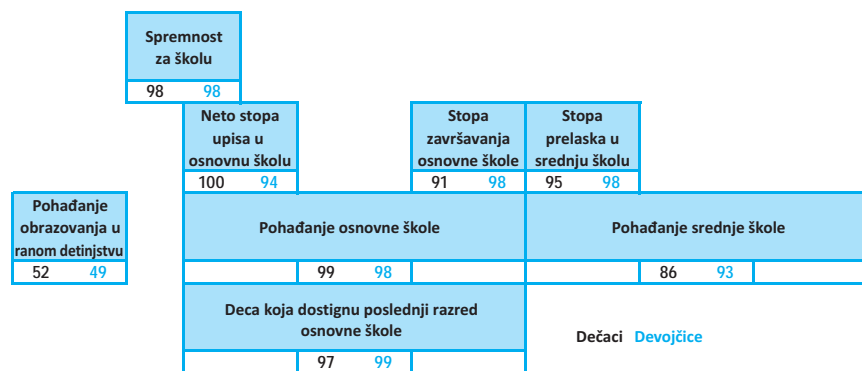 Spremnost
za školu
98 98
Neto stopa
upisa u
osnovnu školu
100 94
Stopa
završavanja
osnovne škole
91 98
Stopa
prelaska u
srednju školu
95 98
Pohađanje
obrazovanja u
ranom detinjstvu
52 49
Pohađanje osnovne škole
99 98
Pohađanje srednje škole
86 93
Deca koja dostignu poslednji razred
osnovne škole
97 99
Dečaci Devojčice